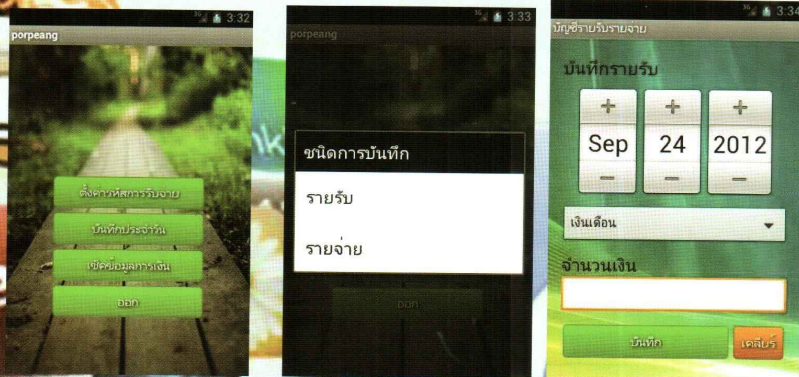 3G 3:32
porpeang
ตั้งค่ารหัสการรับจ่าย
บันทึกประจำวัน
เช็คข้อมูลการเงิน
ออก
3G 3:33
porpeang
ชนิดการบันทึก
รายรับ
รายจ่าย
ออก
3G 3:34
บัญชีรายรับรายจ่าย
บันทึกรายรับ
+ + +
Sep 24 2012
— — —
เงินเดือน
จำนวนเงิน
บันทึก เคลียร์